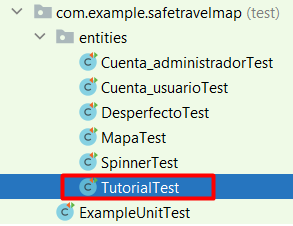 com.example.safetravelmap (test)
entities
Cuenta_administradorTest
Cuenta_usuarioTest
DesperfectoTest
MapaTest
SpinnerTest
TutorialTest
ExampleUnitTest